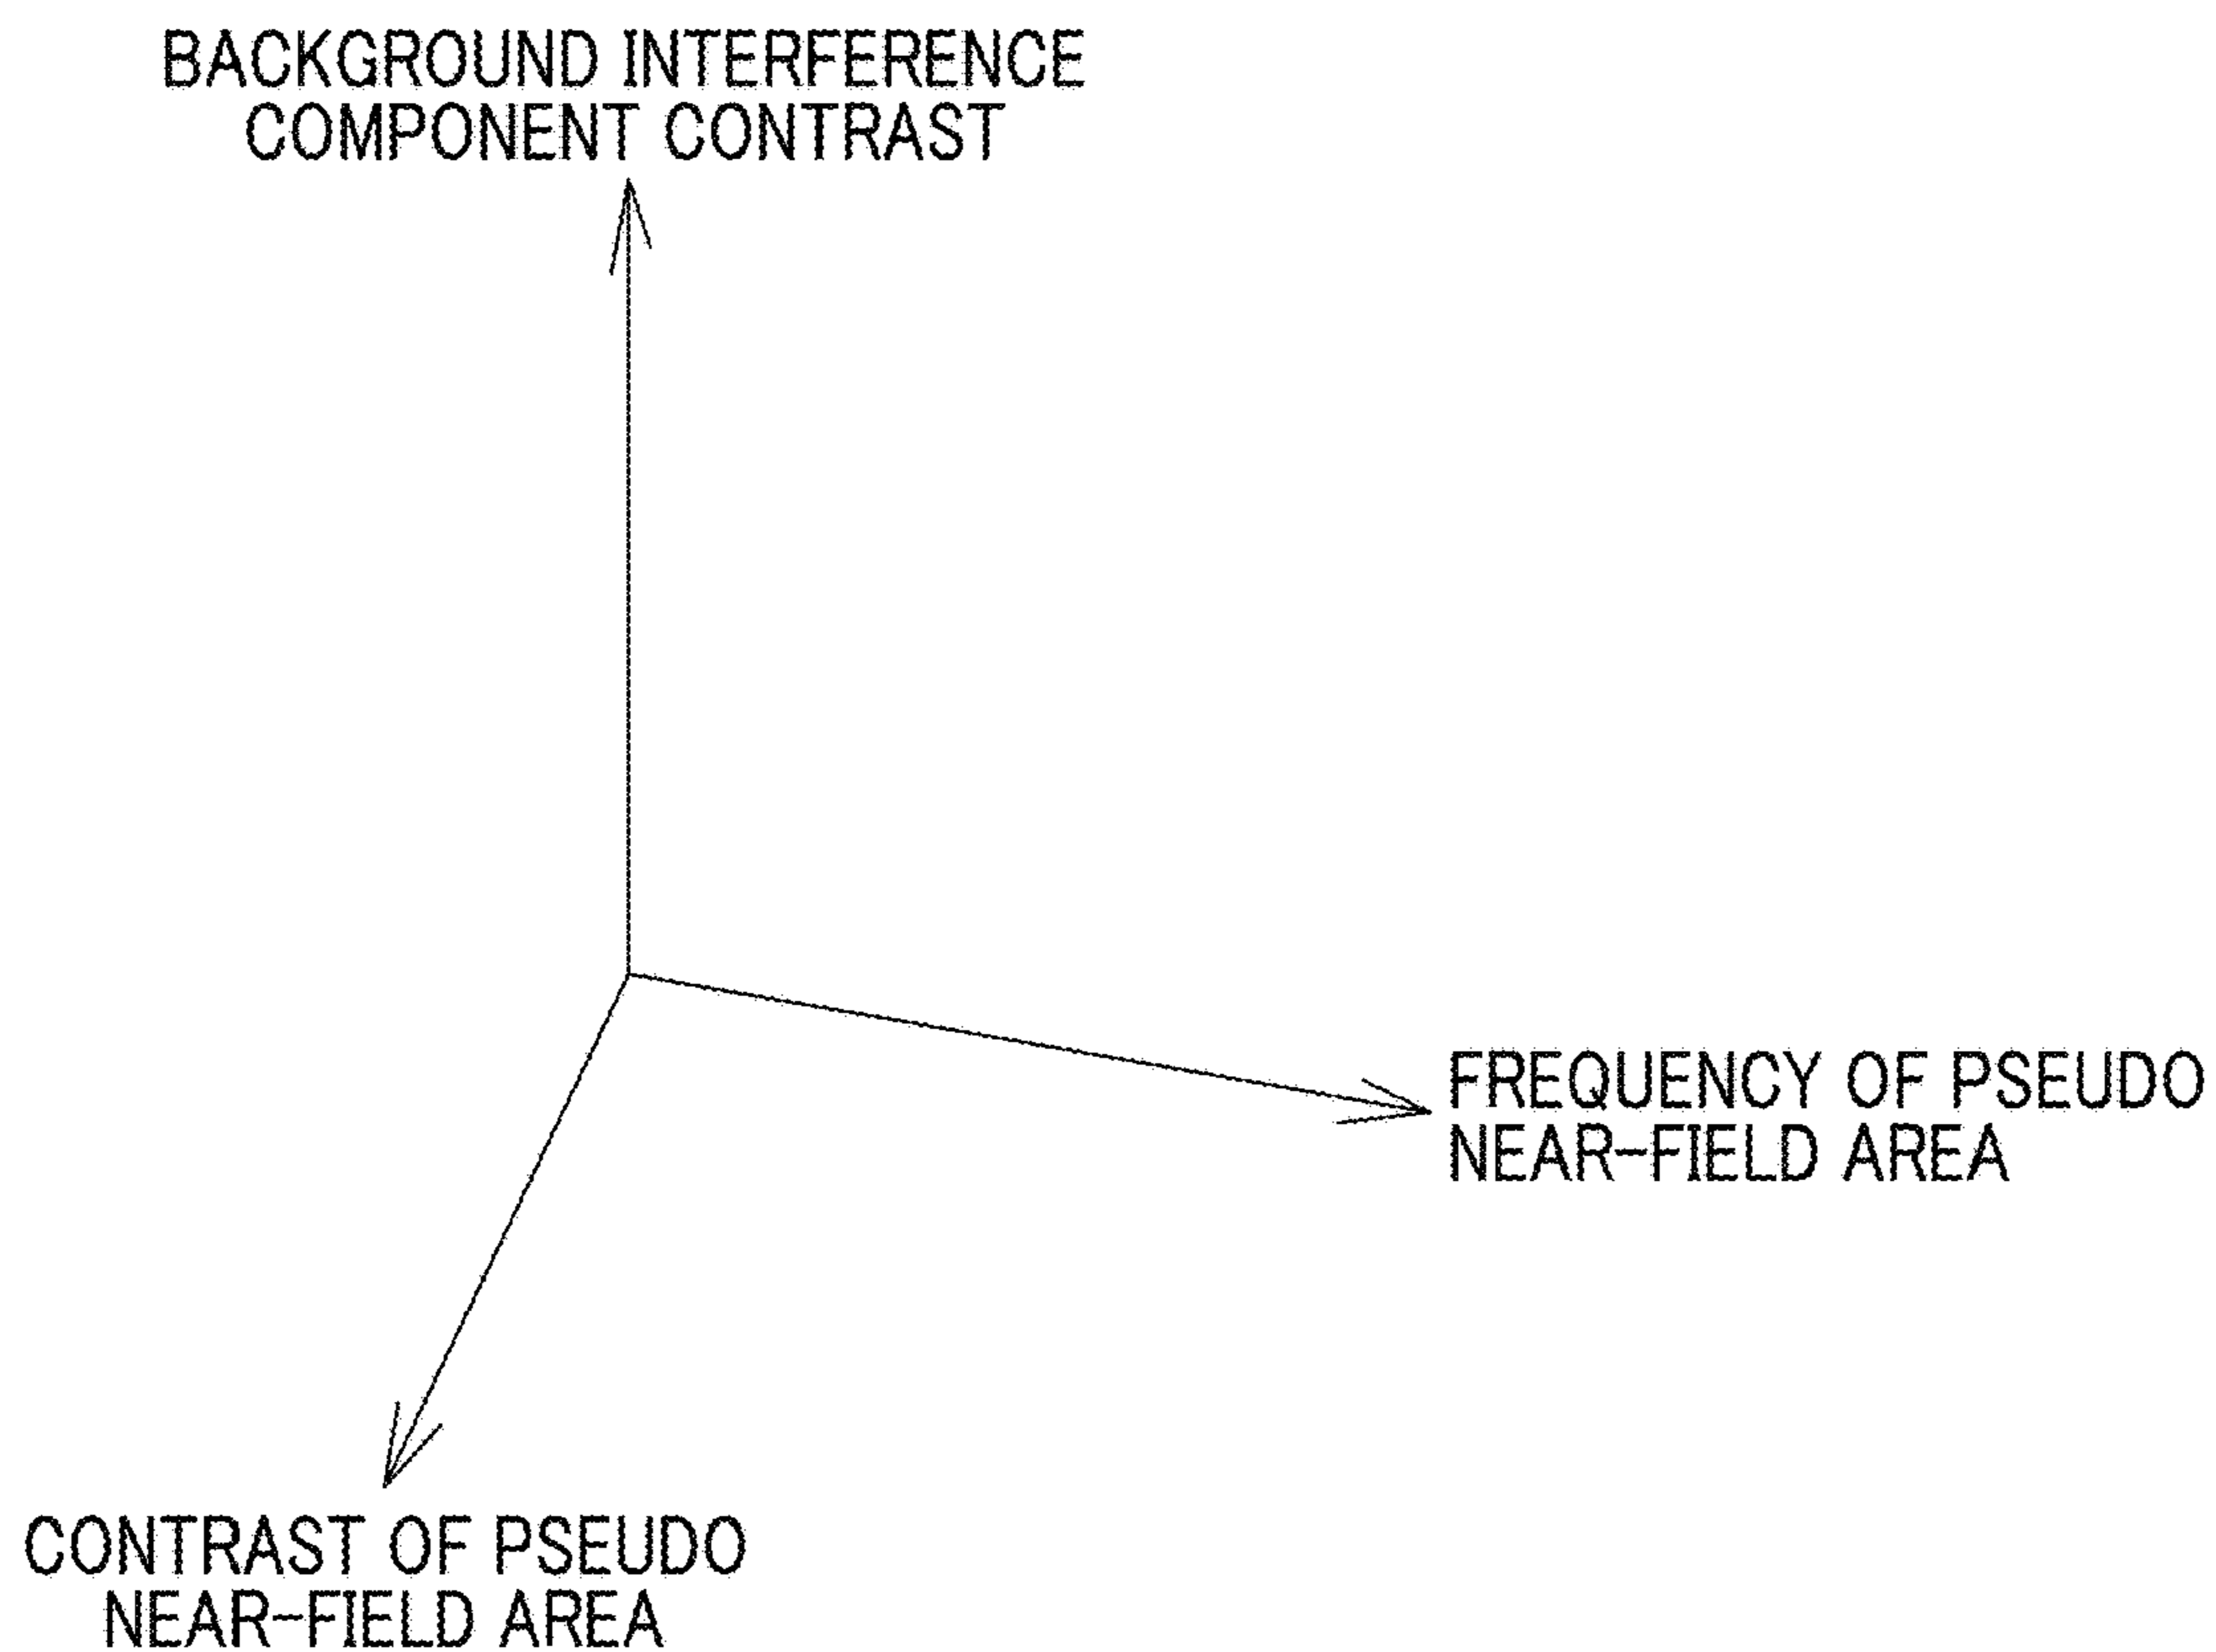 BACKGROUND INTERFERENCE
COMPONENT CONTRAST
FREQUENCY OF PSEUDO
NEAR-FIELD AREA
CONTRAST OF PSEUDO
NEAR-FIELD AREA